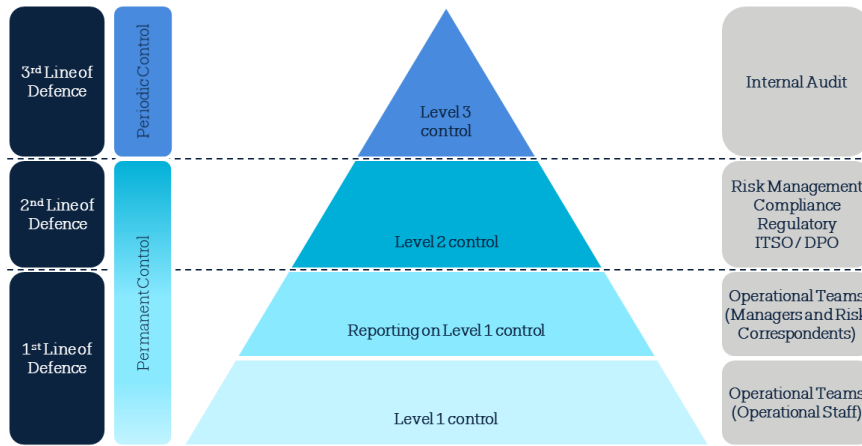 3rd Line of
Defence
Periodic Control
Level 3
control
Internal Audit
2nd Line of
Defence
Permanent Control
Level 2 control
Risk Management
Compliance
Regulatory
ITSO / DPO
1st Line of
Defence
Reporting on Level 1 control
Operational Teams
(Managers and Risk
Correspondents)
Level 1 control
Operational Teams
(Operational Staff)